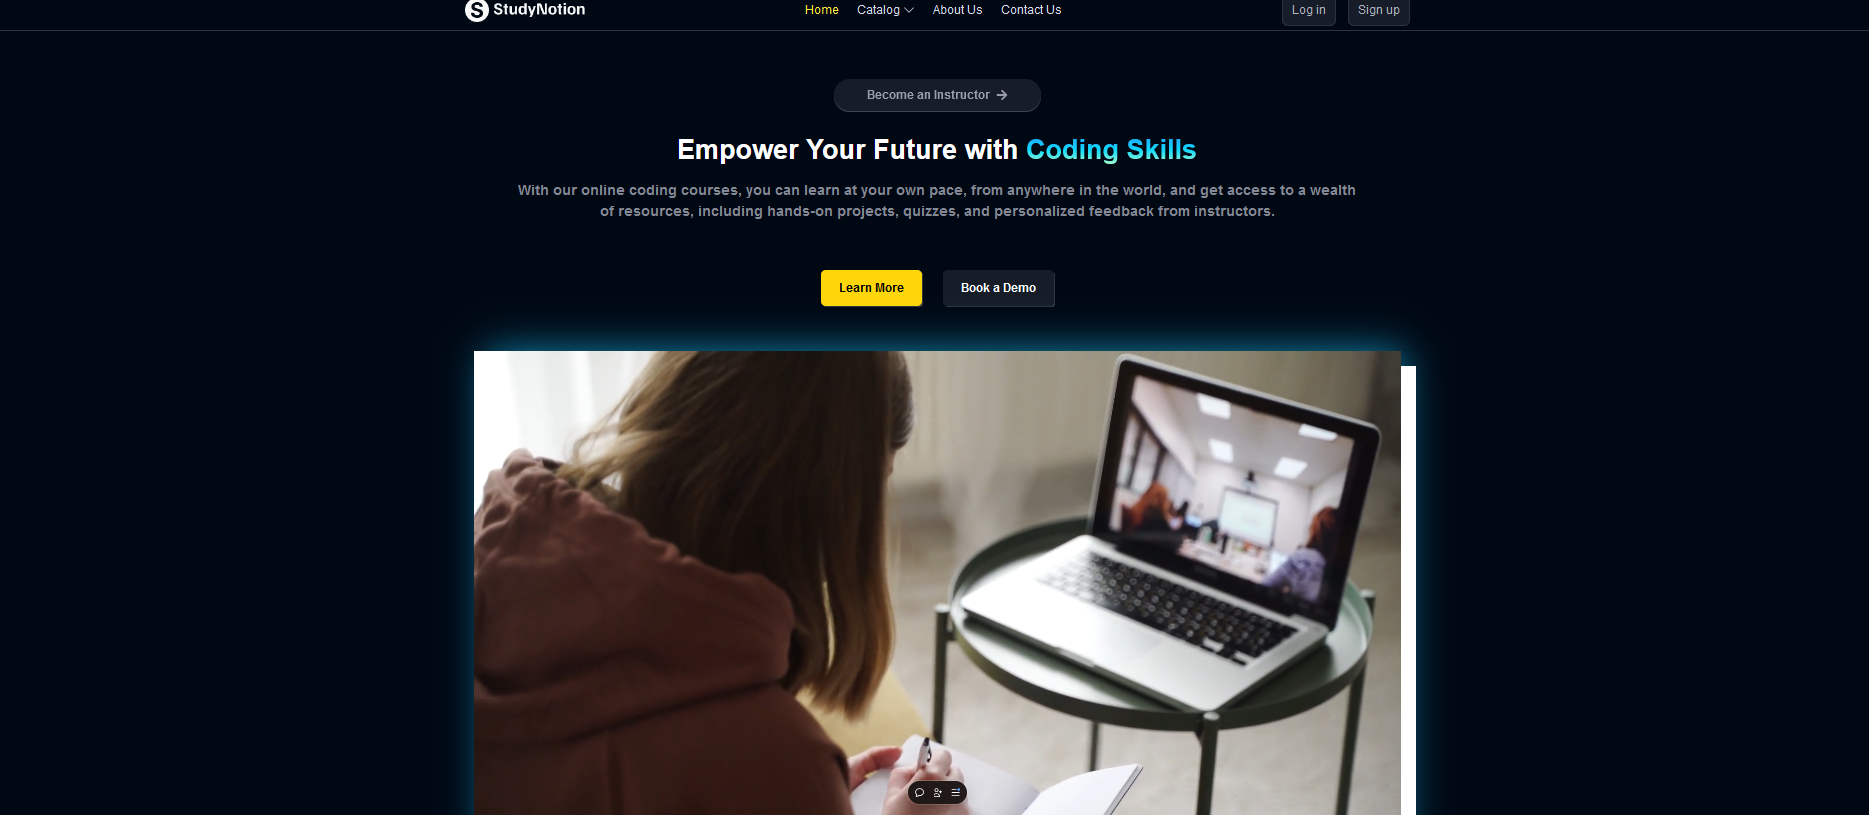 S StudyNotion
Home Catalog About Us Contact Us
Log in Sign up
Become an Instructor →
Empower Your Future with Coding Skills
With our online coding courses, you can learn at your own pace, from anywhere in the world, and get access to a wealth
of resources, including hands-on projects, quizzes, and personalized feedback from instructors.
Learn More Book a Demo